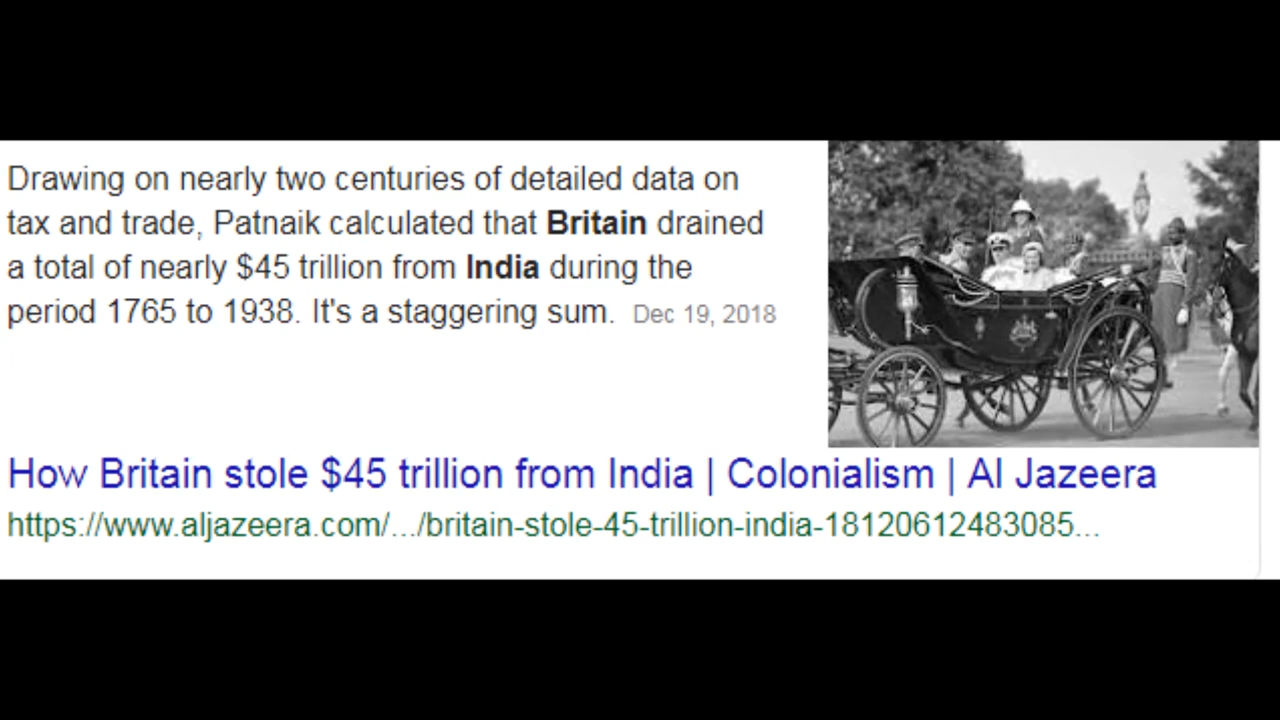 Drawing on nearly two centuries of detailed data on
tax and trade, Patnaik calculated that Britain drained
a total of nearly $45 trillion from India during the
period 1765 to 1938. It's a staggering sum. Dec 19, 2018
How Britain stole $45 trillion from India | Colonialism | Al Jazeera
https://www.aljazeera.com/.../britain-stole-45-trillion-india-18120612483085...